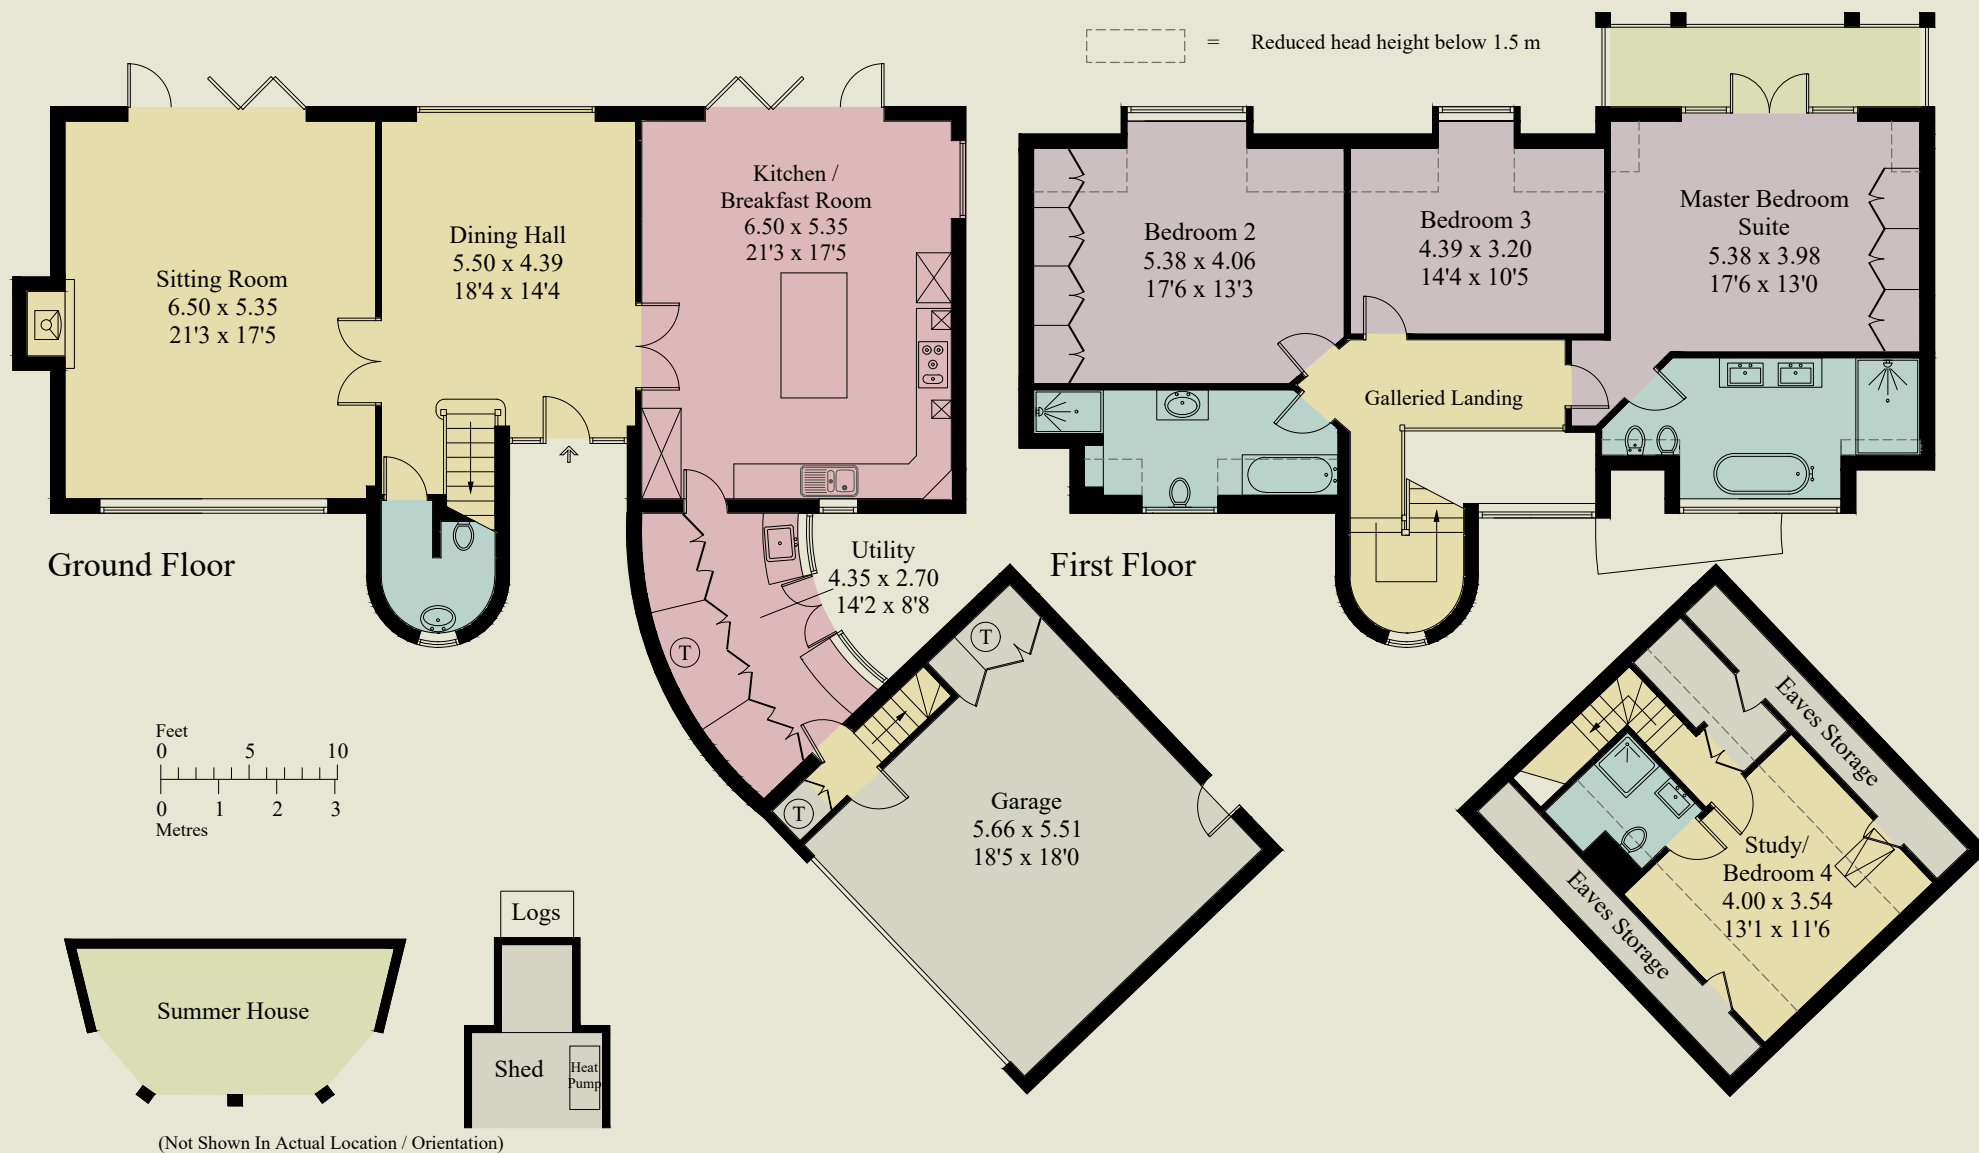 = Reduced head height below 1.5 m
Sitting Room
6.50 x 5.35
21'3 x 17'5
Dining Hall
5.50 x 4.39
18'4 x 14'4
Kitchen /
Breakfast Room
6.50 x 5.35
21'3 x 17'5
Bedroom 2
5.38 x 4.06
17'6 x 13'3
Bedroom 3
4.39 x 3.20
14'4 x 10'5
Master Bedroom
Suite
5.38 x 3.98
17'6 x 13'0
Galleried Landing
Ground Floor
Utility
4.35 x 2.70
14'2 x 8'8
First Floor
T
T
T
Garage
5.66 x 5.51
18'5 x 18'0
Eaves Storage
Study/
Bedroom 4
4.00 x 3.54
13'1 x 11'6
Eaves Storage
Feet
0 5 10
0 1 2 3
Metres
Summer House
Logs
Shed
Heat
Pump
(Not Shown In Actual Location / Orientation)